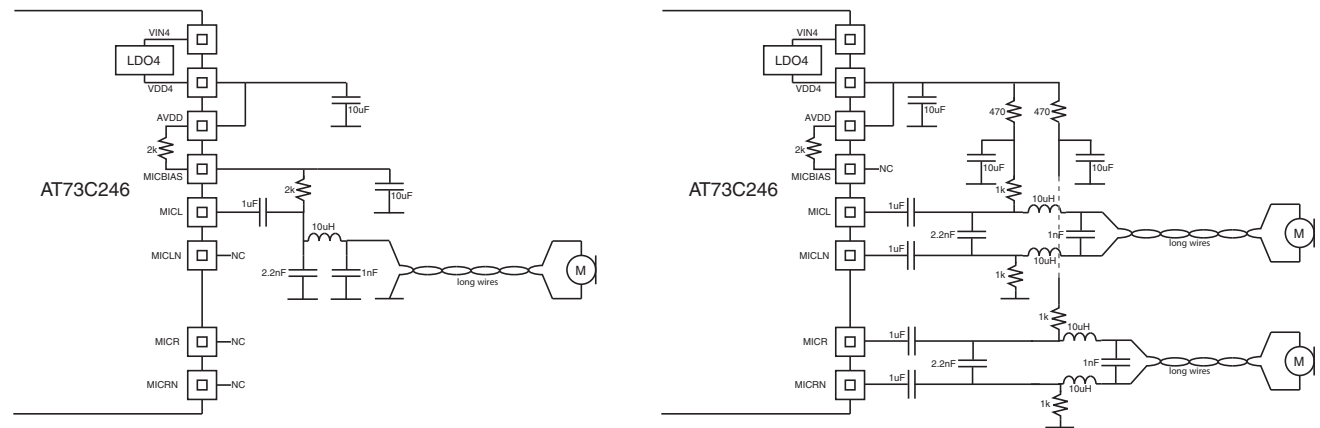 VIN4
LDO4
VDD4
AVDD
10uF
2k
MICBIAS
AT73C246
2k
10uF
1uF
MICL
10uH
MICLN
NC
2.2nF
1nF
M
long wires
MICR
NC
MICRN
NC
VIN4
LDO4
VDD4
470
470
10uF
AVDD
2k
10uF
10uF
NC
MICBIAS
AT73C246
1k
10uH
1uF
MICL
2.2nF
1nF
M
long wires
1uF
MICLN
10uH
1k
1k
10uH
1uF
MICR
2.2nF
1nF
M
long wires
1uF
MICRN
10uH
1k